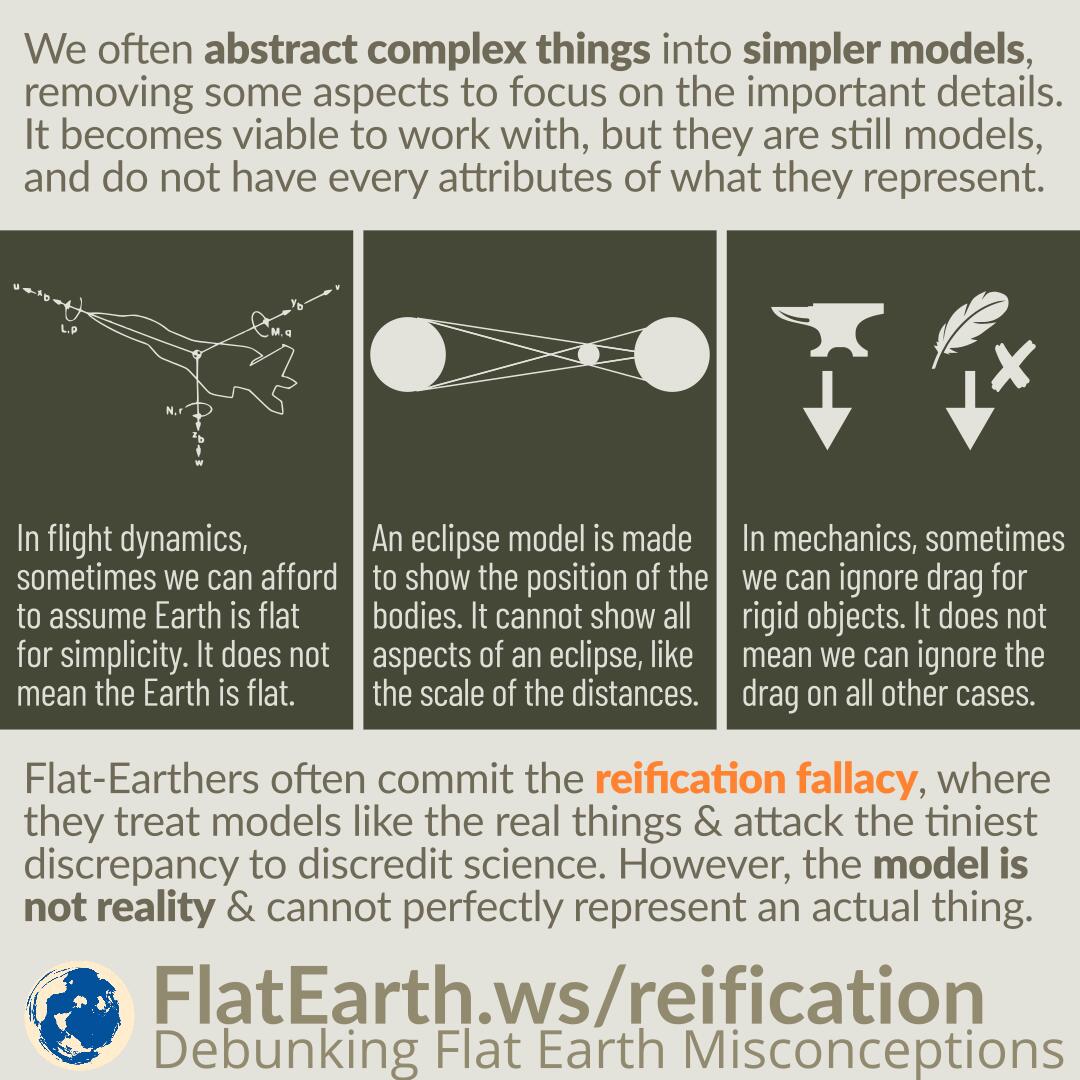 We often abstract complex things into simpler models,
removing some aspects to focus on the important details.
It becomes viable to work with, but they are still models,
and do not have every attributes of what they represent.
u
x_b
L,p
y_b
v
M,q
N,r
z_b
w
In flight dynamics,
sometimes we can afford
to assume Earth is flat
for simplicity. It does not
mean the Earth is flat.
An eclipse model is made
to show the position of the
bodies. It cannot show all
aspects of an eclipse, like
the scale of the distances.
In mechanics, sometimes
we can ignore drag for
rigid objects. It does not
mean we can ignore the
drag on all other cases.
Flat-Earthers often commit the reification fallacy, where
they treat models like the real things & attack the tiniest
discrepancy to discredit science. However, the model is
not reality & cannot perfectly represent an actual thing.
FlatEarth.ws/reification
Debunking Flat Earth Misconceptions